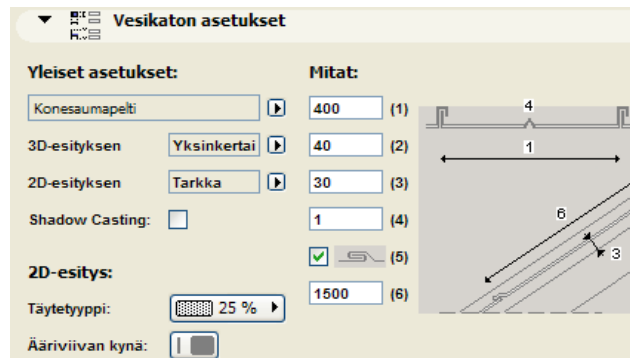 Vesikaton asetukset
Yleiset asetukset:
Mitat:
Konesaumapelti
400 (1)
3D-esityksen Yksinkertai
40 (2)
2D-esityksen Tarkka
30 (3)
Shadow Casting:
1 (4)
(5)
2D-esitys:
1500 (6)
Täytetyyppi: 25 %
Ääriviivan kynä:
4
1
6
3